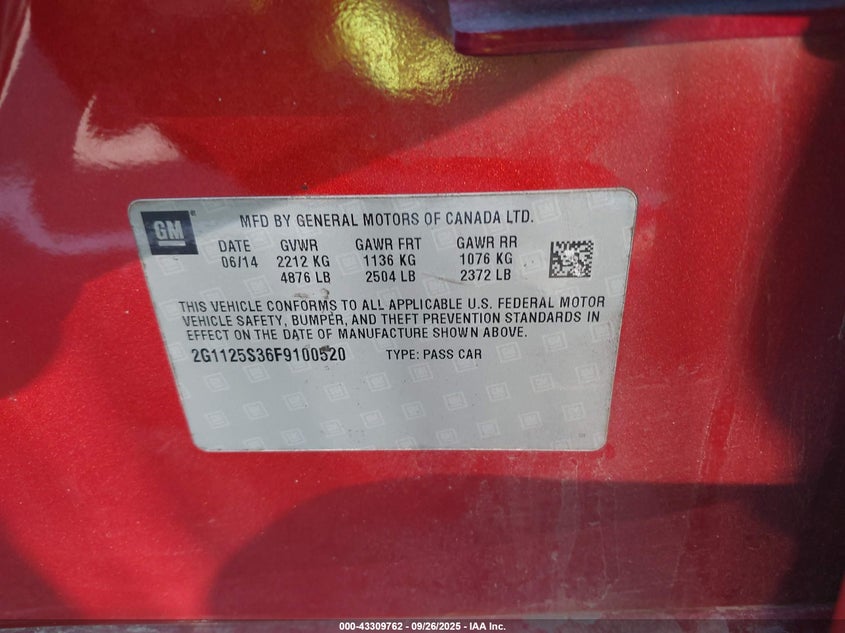 GM
MFD BY GENERAL MOTORS OF CANADA LTD.
DATE GVWR GAWR FRT GAWR RR
06/14 2212 KG 1136 KG 1076 KG
4876 LB 2504 LB 2372 LB
THIS VEHICLE CONFORMS TO ALL APPLICABLE U.S. FEDERAL MOTOR
VEHICLE SAFETY, BUMPER, AND THEFT PREVENTION STANDARDS IN
EFFECT ON THE DATE OF MANUFACTURE SHOWN ABOVE.
2G1125S36F9100520 TYPE: PASS CAR
000-43309762 - 09/26/2025 - IAA Inc.